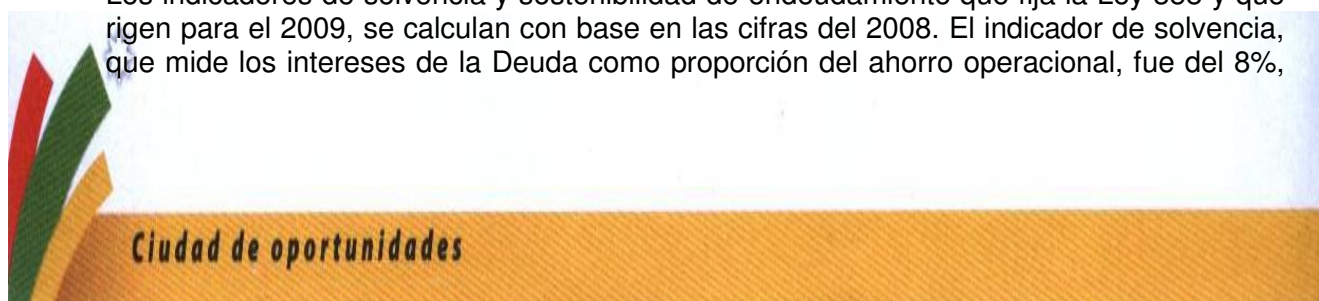 Los indicadores de solvencia y sostenibilidad de endeudamiento que fija la Ley y que
rigen para el 2009, se calculan con base en las cifras del 2008. El indicador de solvencia,
que mide los intereses de la Deuda como proporción del ahorro operacional, fue del 8%,
Ciudad de oportunidades